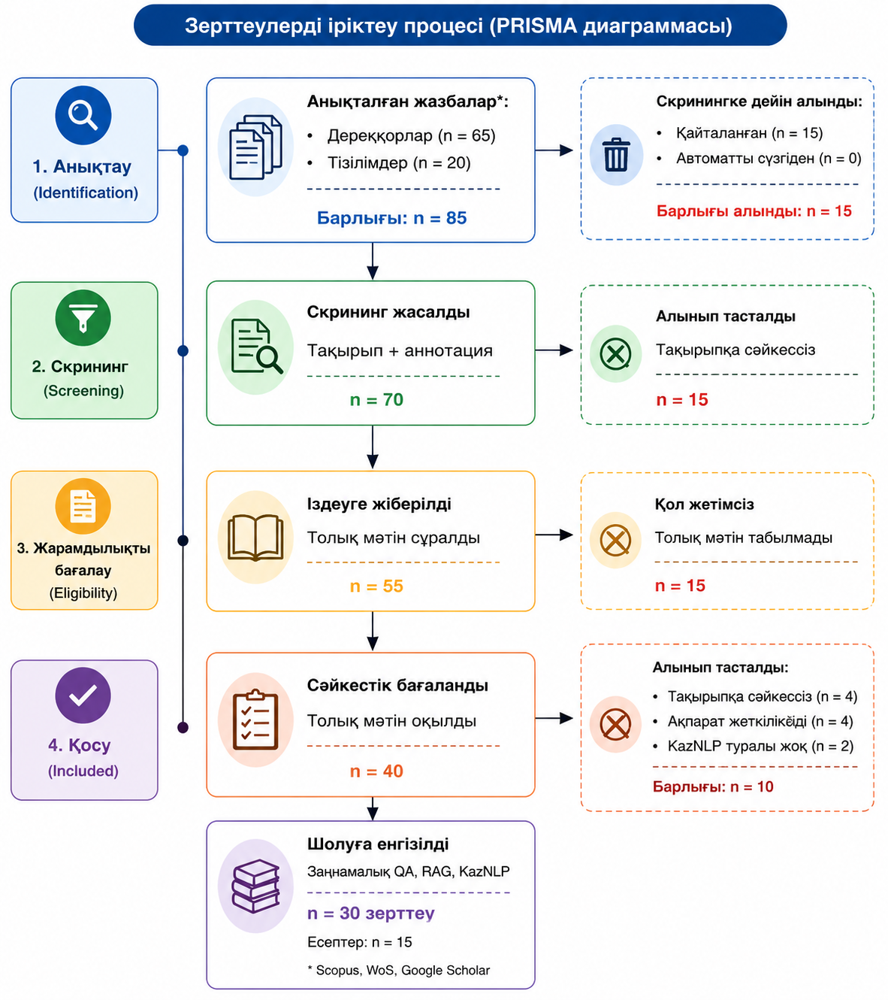 Зерттеулерді іріктеу процесі (PRISMA диаграммасы)
1. Анықтау
(Identification)
Анықталған жазбалар*:
• Дереққорлар (n = 65)
• Тізілімдер (n = 20)
Барлығы: n = 85
Скринингке дейін алынды:
• Қайталанған (n = 15)
• Автоматты сүзгіден (n = 0)
Барлығы алынды: n = 15
2. Скрининг
(Screening)
Скрининг жасалды
Тақырып + аннотация
n = 70
Алынып тасталды
Тақырыпқа сәйкессіз
n = 15
3. Жарамдылықты
бағалау
(Eligibility)
Іздеуге жіберілді
Толық мәтін сұралды
n = 55
Қол жетімсіз
Толық мәтін табылмады
n = 15
4. Қосу
(Included)
Сәйкестік бағаланды
Толық мәтін оқылды
n = 40
Алынып тасталды:
• Тақырыпқа сәйкессіз (n = 4)
• Ақпарат (n = 4)
• KazNLP туралы жоқ (n = 2)
Барлығы: n = 10
Шолуға енгізілді
Заңнамалық QA, RAG, KazNLP
n = 30 зерттеу
Есептер: n = 15
* Scopus, WoS, Google Scholar